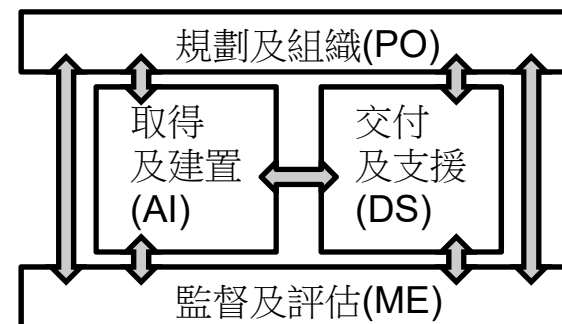 規劃及組織(PO)
取得
及建置
(AI)
交付
及支援
(DS)
監督及評估(ME)